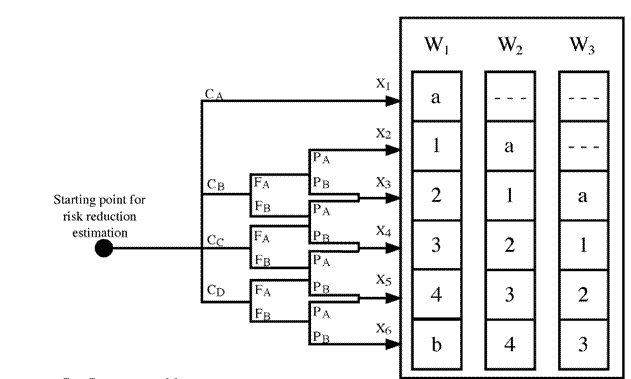 W1 W2 W3
CA X1 a - - - - - -
X2 1 a - - -
PA
CB FA PB X3 2 1 a
Starting point for
risk reduction
estimation
FB PA
CC FA PB X4 3 2 1
FB PA
CD FA PB X5 4 3 2
FB PA
PB X6 b 4 3